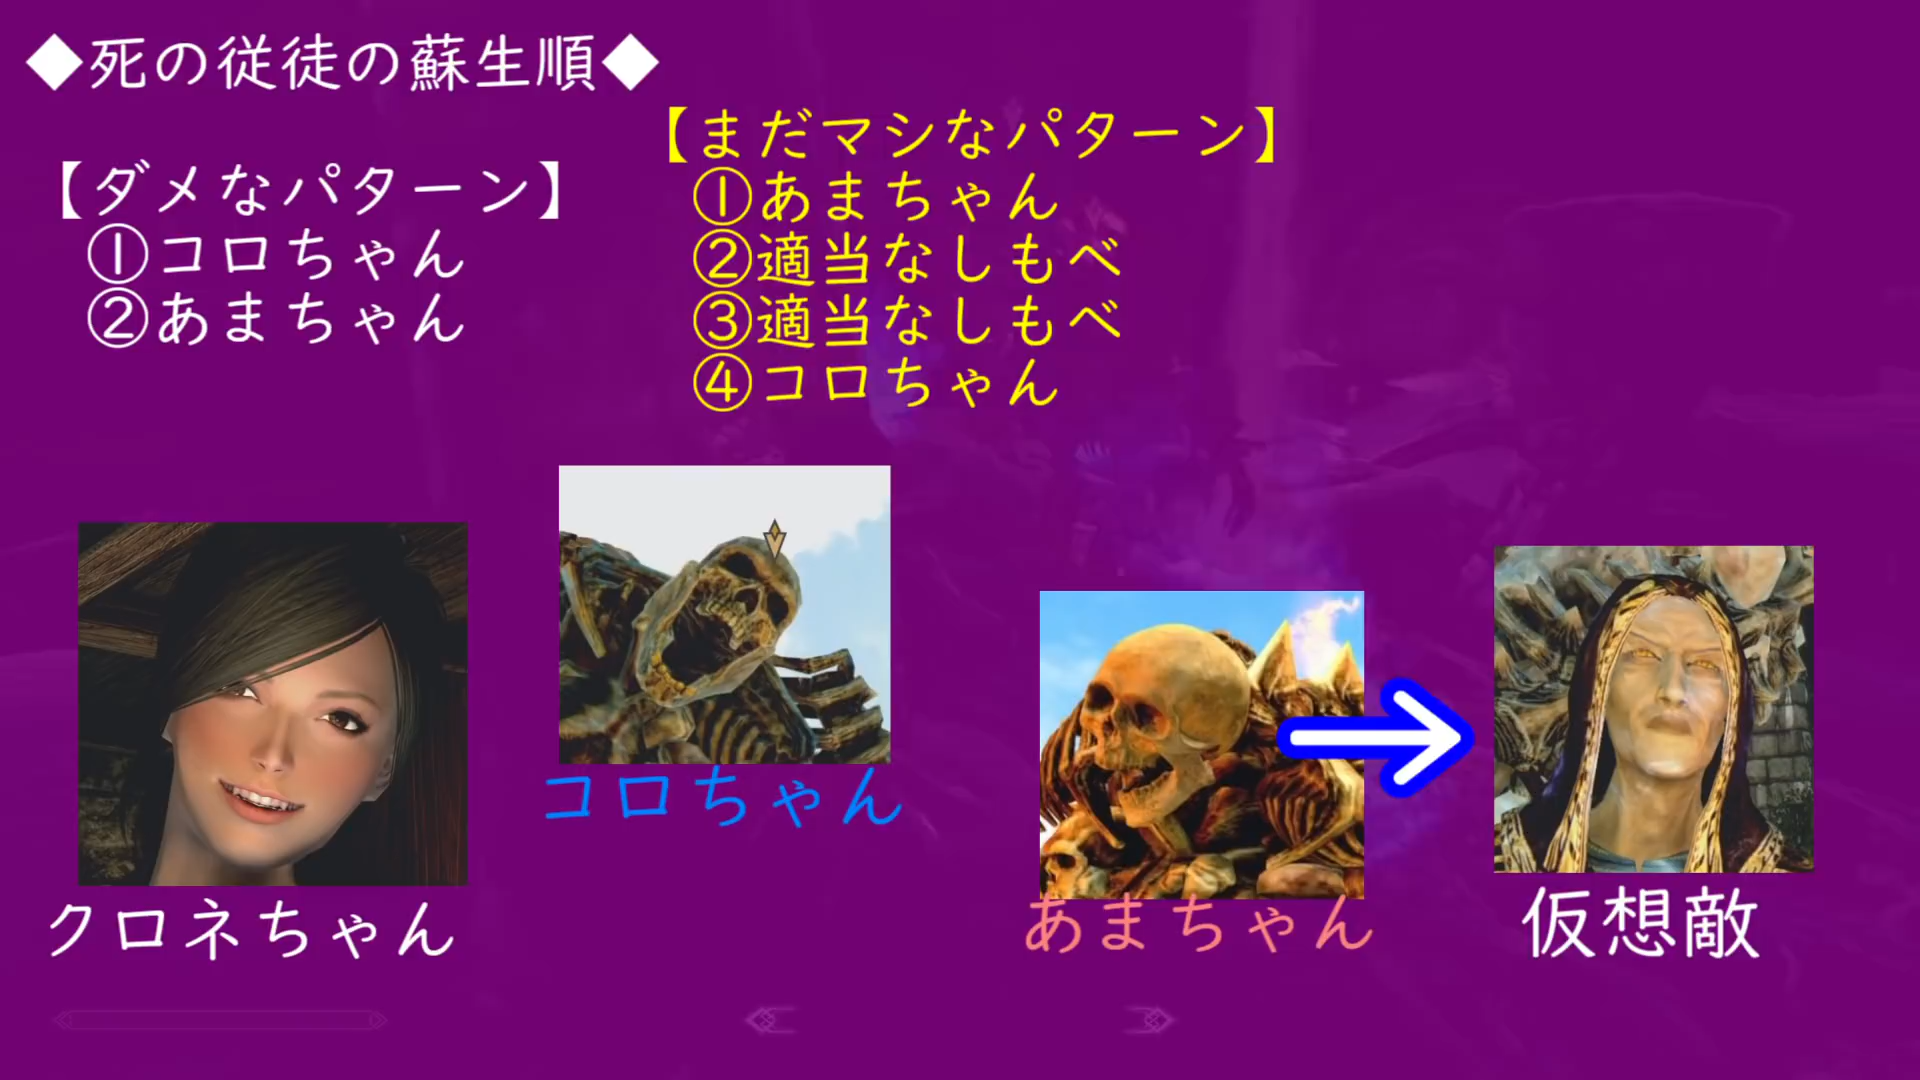 ◆死の従徒の蘇生順◆
【ダメなパターン】
①コロちゃん
②あまちゃん
【まだマシなパターン】
①あまちゃん
②適当なしもべ
③適当なしもべ
④コロちゃん
クロネちゃん
コロちゃん
あまちゃん
仮想敵